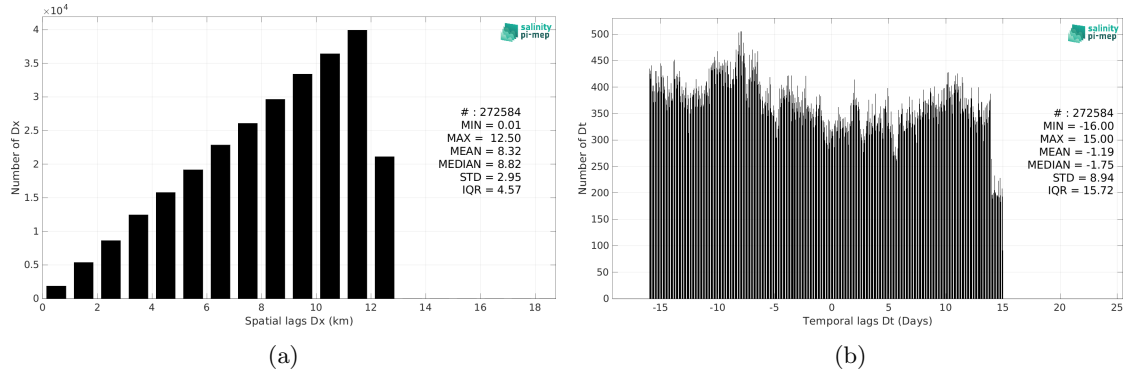 ×10⁴
4
3.5
3
2.5
2
1.5
1
0.5
0
0 2 4 6 8 10 12 14 16 18
Number of Dx
Spatial lags Dx (km)
salinity
pi-mep
# : 272584
MIN = 0.01
MAX = 12.50
MEAN = 8.32
MEDIAN = 8.82
STD = 2.95
IQR = 4.57
(a)
500
450
400
350
300
250
200
150
100
50
0
-15 -10 -5 0 5 10 15 20 25
Number of Dt
Temporal lags Dt (Days)
salinity
pi-mep
# : 272584
MIN = -16.00
MAX = 15.00
MEAN = -1.19
MEDIAN = -1.75
STD = 8.94
IQR = 15.72
(b)